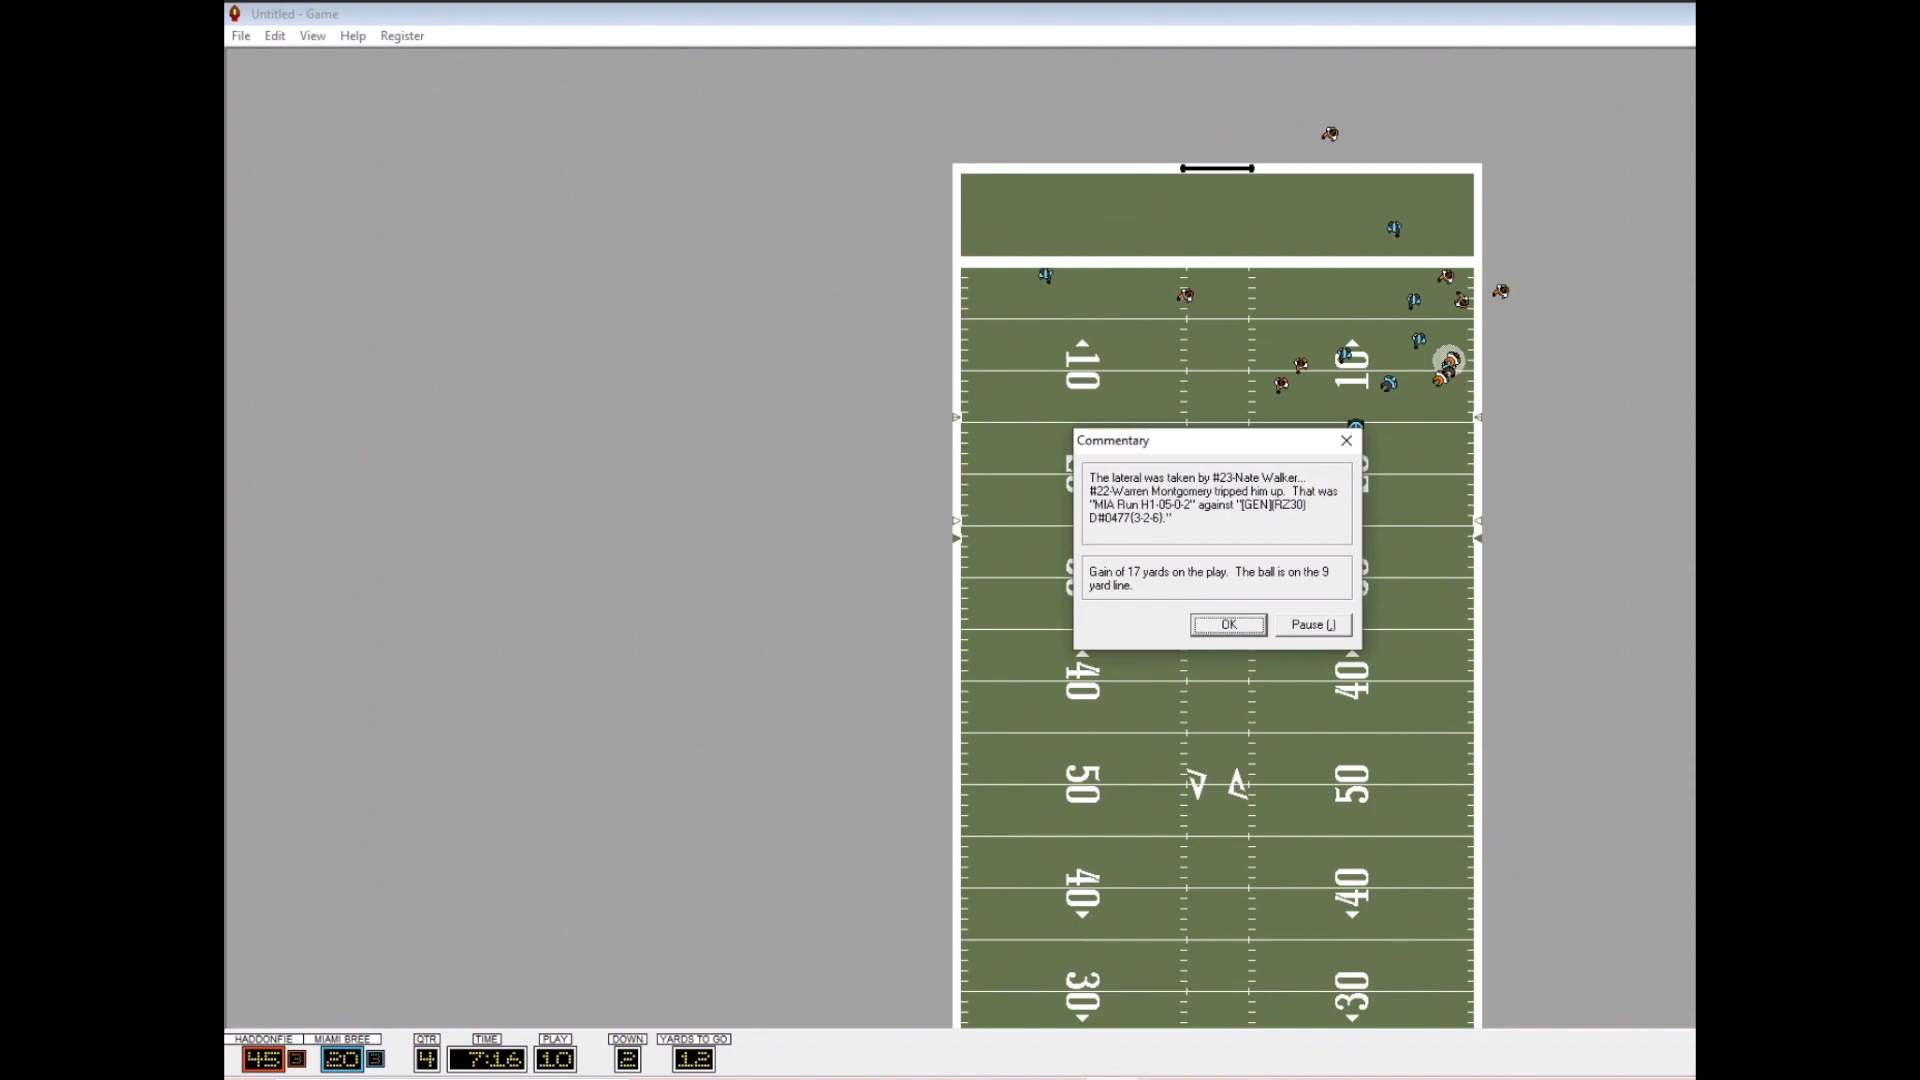 Untitled - Game
File Edit View Help Register
10 10
Commentary
The lateral was taken by #23-Nate Walker...
#22-Warren Montgomery tripped him up. That was
"MIA Run H1-05-0-2" against "[GEN](RZ30)
D#0477{3-2-6}."
Gain of 17 yards on the play. The ball is on the 9
yard line.
OK Pause (,)
40 40
50 50
40 40
30 30
HADDONFIE MIAMI BREE QTR TIME PLAY DOWN YARDS TO GO
45 3 20 3 4 7:16 10 2 12